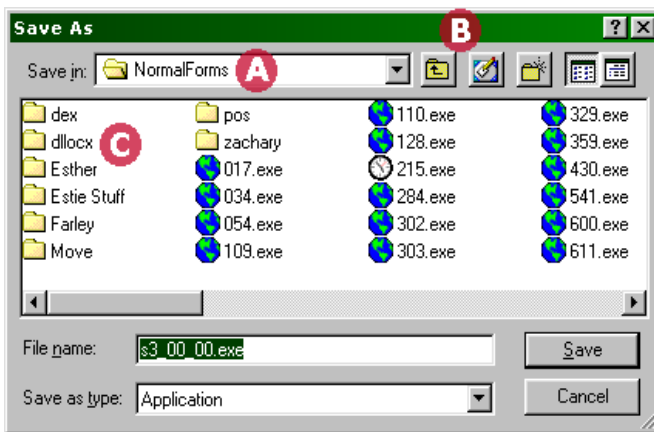 Save As
B
Save in: NormalForms A
dex pos 110.exe 329.exe
dllocx C zachary 128.exe 359.exe
Esther 017.exe 215.exe 430.exe
Estie Stuff 034.exe 284.exe 541.exe
Farley 054.exe 302.exe 600.exe
Move 109.exe 303.exe 611.exe
File name: s3_00_00.exe Save
Save as type: Application Cancel